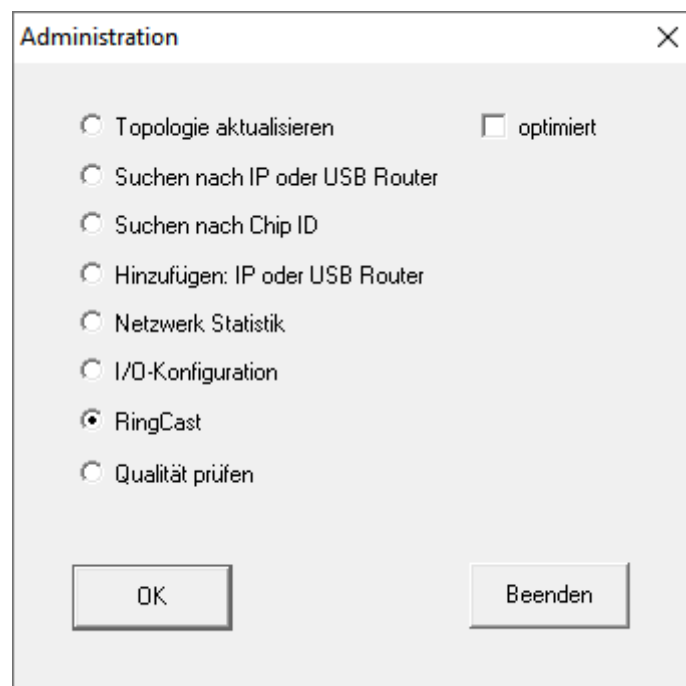 Administration
Topologie aktualisieren
optimiert
Suchen nach IP oder USB Router
Suchen nach Chip ID
Hinzufügen: IP oder USB Router
Netzwerk Statistik
I/O-Konfiguration
RingCast
Qualität prüfen
OK
Beenden